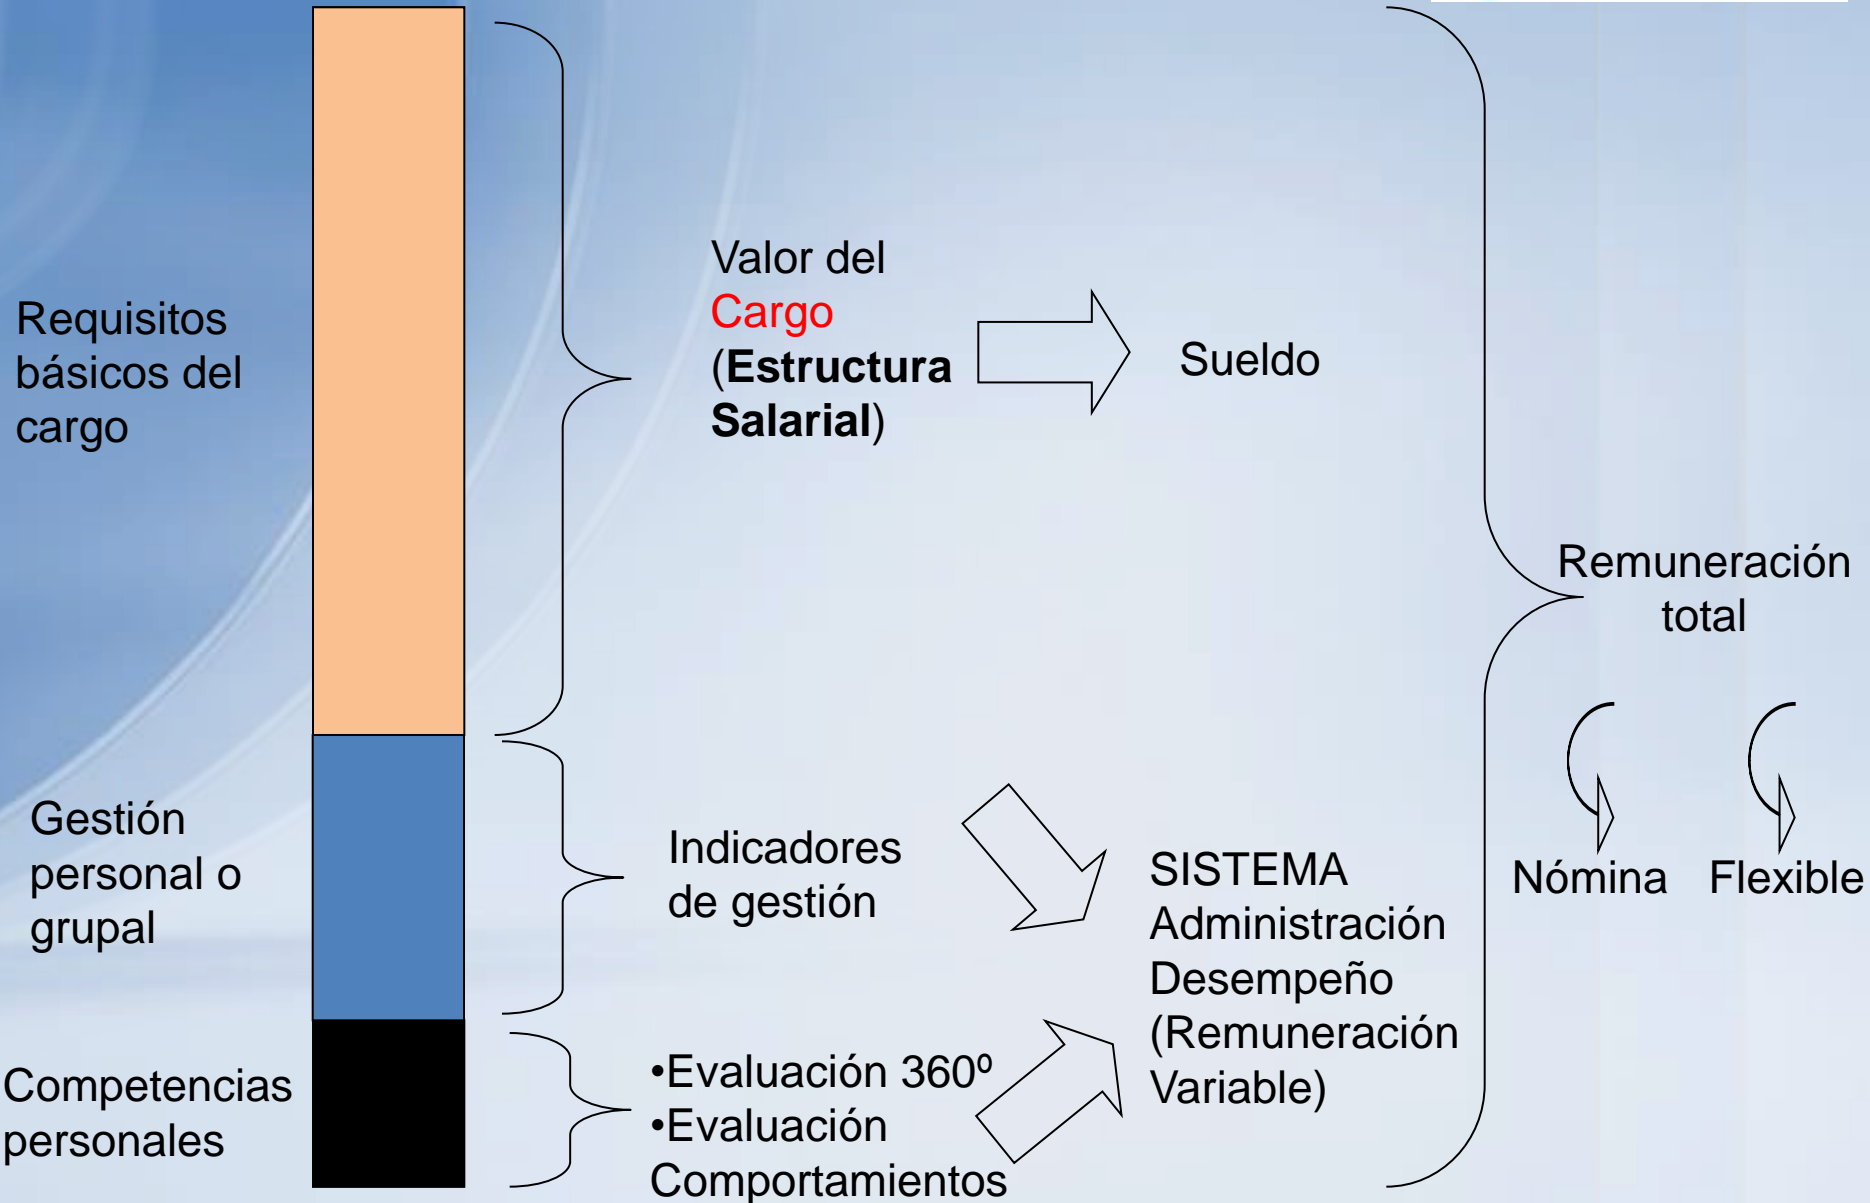 Requisitos
básicos del
cargo
Valor del
Cargo
(Estructura
Salarial)
Sueldo
Gestión
personal o
grupal
Indicadores
de gestión
Competencias
personales
•Evaluación 360º
•Evaluación
Comportamientos
SISTEMA
Administración
Desempeño
(Remuneración
Variable)
Remuneración
total
Nómina
Flexible